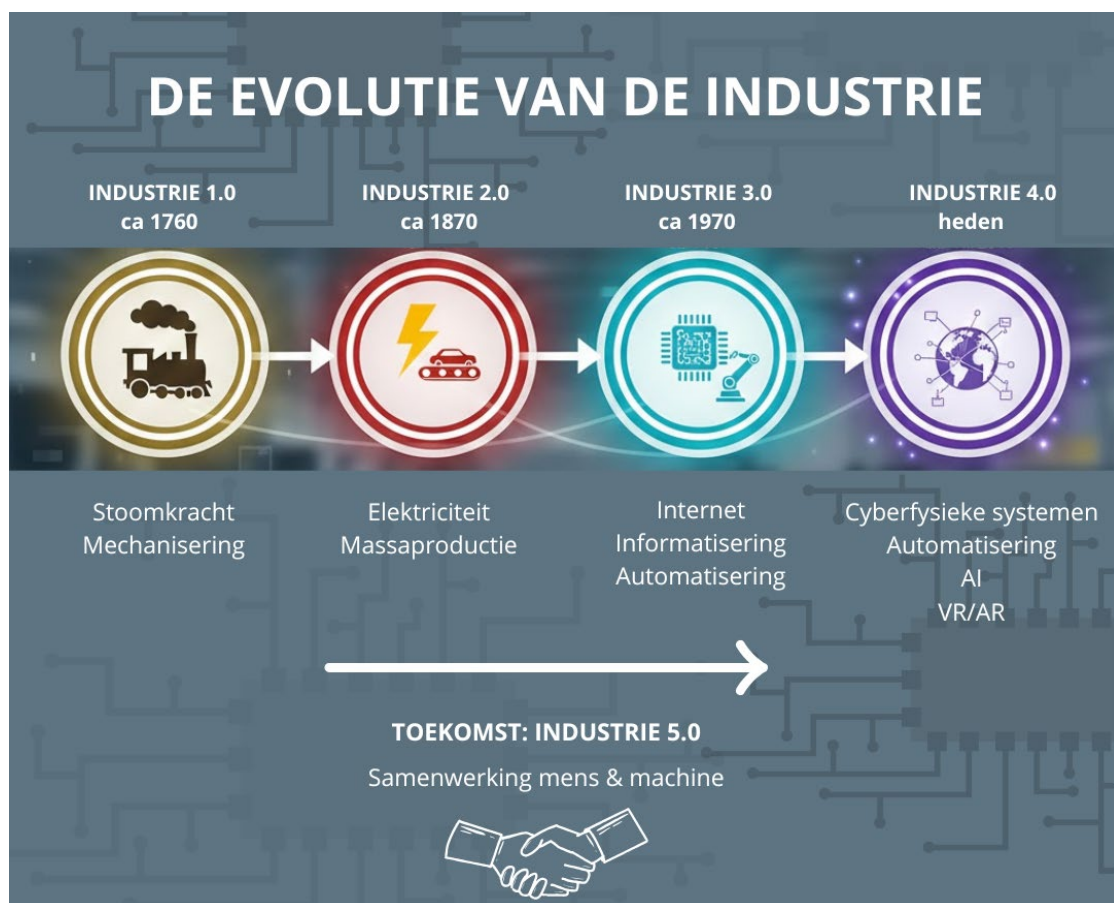 DE EVOLUTIE VAN DE INDUSTRIE
INDUSTRIE 1.0
ca 1760
INDUSTRIE 2.0
ca 1870
INDUSTRIE 3.0
ca 1970
INDUSTRIE 4.0
heden
Stoomkracht
Mechanisering
Elektriciteit
Massaproductie
Internet
Informatisering
Automatisering
Cyberfysieke systemen
Automatisering
AI
VR/AR
TOEKOMST: INDUSTRIE 5.0
Samenwerking mens & machine